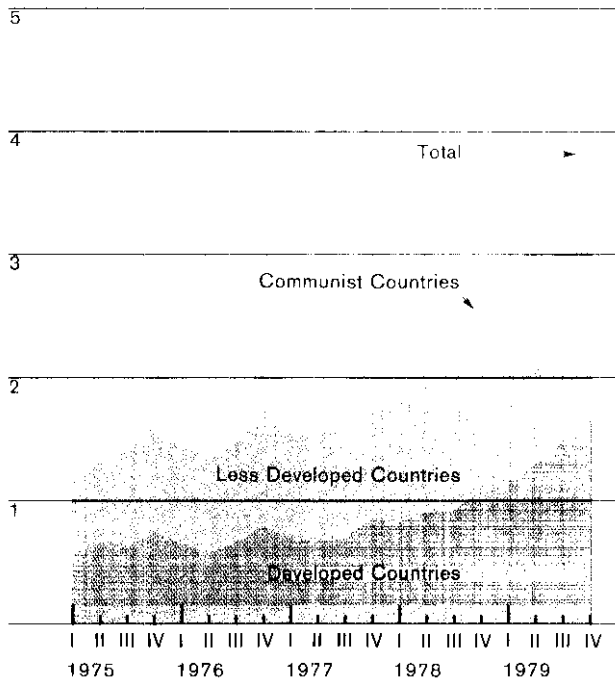 5
4
Total
3
Communist Countries
2
Less Developed Countries
1
Developed Countries
I II III IV I II III IV I II III IV I II III IV I II III IV
1975 1976 1977 1978 1979